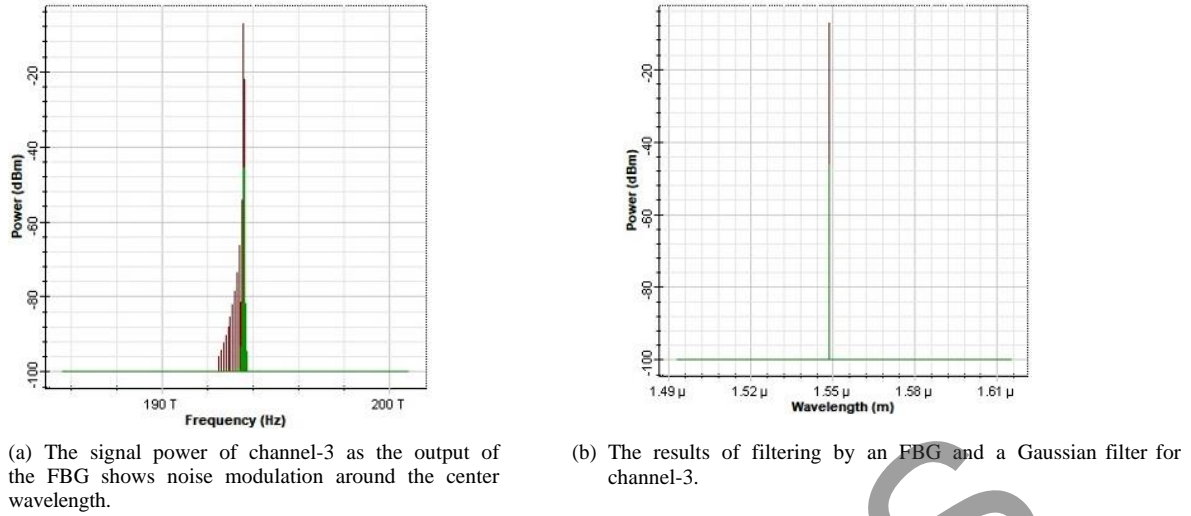 -20
-40
-60
-80
-100
Power (dBm)
190 T
200 T
Frequency (Hz)
-20
-40
-60
-80
-100
Power (dBm)
1.49 µ
1.52 µ
1.55 µ
1.58 µ
1.61 µ
Wavelength (m)
(a) The signal power of channel-3 as the output of
the FBG shows noise modulation around the center
wavelength.
(b) The results of filtering by an FBG and a Gaussian filter for
channel-3.